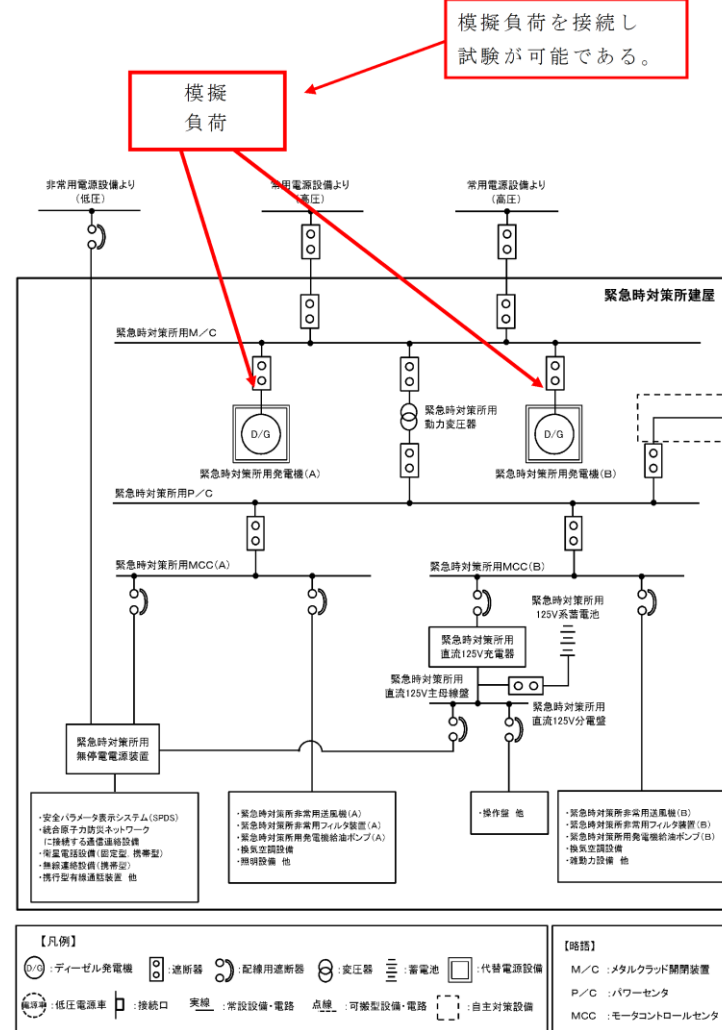 模擬負荷を接続し
試験が可能である。
模擬
負荷
非常用電源設備より
(低圧)
常用電源設備より
(高圧)
常用電源設備より
(高圧)
緊急時対策所建屋
緊急時対策所用M/C
D/G
緊急時対策所用発電機(A)
緊急時対策所用
動力変圧器
D/G
緊急時対策所用発電機(B)
緊急時対策所用P/C
緊急時対策所用MCC(A)
緊急時対策所用MCC(B)
緊急時対策所用
125V系蓄電池
緊急時対策所用
直流125V充電器
緊急時対策所用
直流125V主母線盤
緊急時対策所用
直流125V分電盤
緊急時対策所用
無停電電源装置
・安全パラメータ表示システム(SPDS)
・統合原子力防災ネットワーク
に接続する通信連絡設備
・衛星電話設備(固定型、携帯型)
・無線連絡設備(携帯型)
・携行型有線通話装置 他
・緊急時対策所非常用送風機(A)
・緊急時対策所非常用フィルタ装置(A)
・緊急時対策所用発電機給油ポンプ(A)
・換気空調設備
・照明設備 他
・操作盤 他
・緊急時対策所非常用送風機(B)
・緊急時対策所非常用フィルタ装置(B)
・緊急時対策所用発電機給油ポンプ(B)
・換気空調設備
・雑動力設備 他
【凡例】
D/G :ディーゼル発電機 :遮断器 :配線用遮断器 :変圧器 :蓄電池 :代替電源設備
電源車 :低圧電源車 :接続口 実線 :常設設備・電路 点線 :可搬型設備・電路 :自主対策設備
【略語】
M/C :メタルクラッド開閉装置
P/C :パワーセンタ
MCC :モータコントロールセンタ